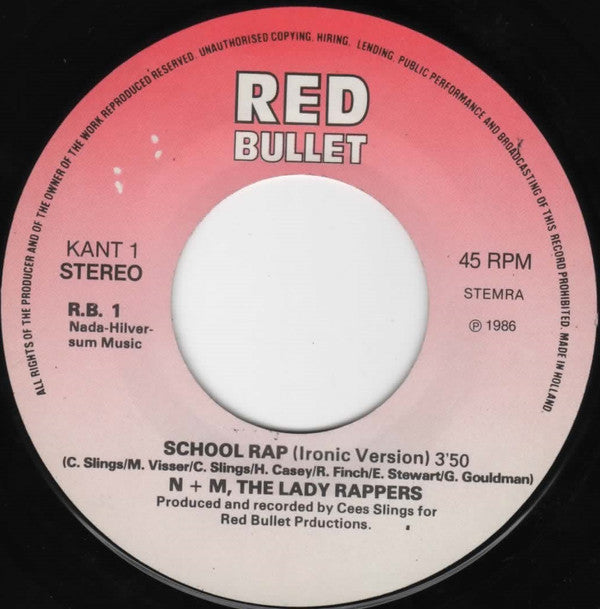 ALL RIGHTS OF THE PRODUCER AND OF THE OWNER OF THE WORK REPRODUCED RESERVED. UNAUTHORISED COPYING. HIRING. LENDING. PUBLIC PERFORMANCE AND BROADCASTING OF THIS RECORD PROHIBITED. MADE IN HOLLAND
RED
BULLET
KANT 1
STEREO
R.B. 1
Nada-Hilver-
sum Music
45 RPM
STEMRA
Ⓟ 1986
SCHOOL RAP (Ironic Version) 3'50
(C. Slings/M. Visser/C. Slings/H. Casey/R. Finch/E. Stewart/G. Gouldman)
N + M, THE LADY RAPPERS
Produced and recorded by Cees Slings for
Red Bullet Prductions.